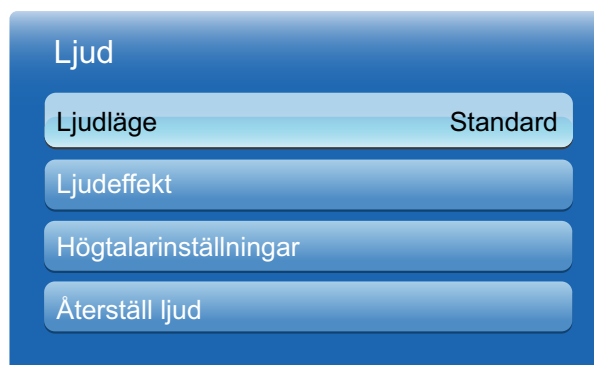 Ljud
Ljudläge Standard
Ljudeffekt
Högtalarinställningar
Återställ ljud